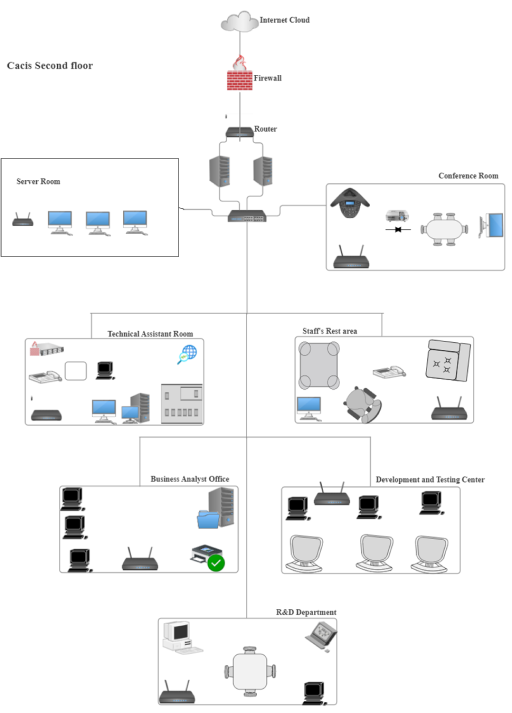 Internet Cloud
Cacis Second floor
Firewall
Router
Server Room
Conference Room
Technical Assistant Room
Staff's Rest area
Business Analyst Office
Development and Testing Center
R&D Department